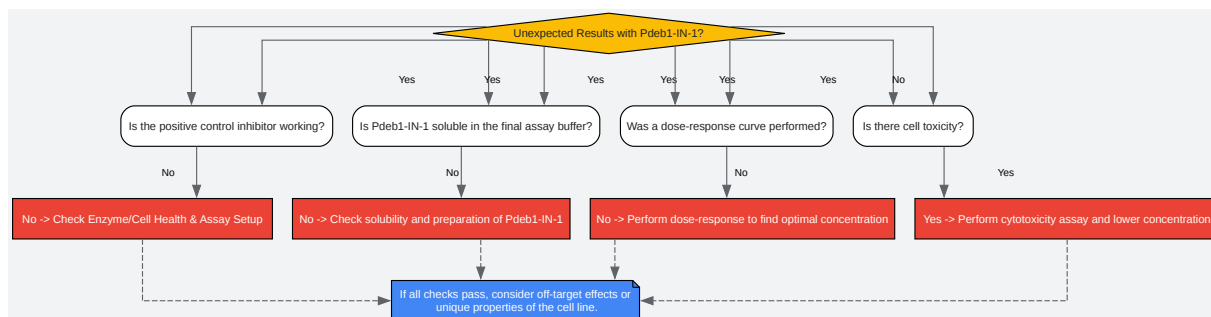 Unexpected Results with Pdeb1-IN-1?
Yes Yes Yes Yes Yes Yes No
Is the positive control inhibitor working? Is Pdeb1-IN-1 soluble in the final assay buffer? Was a dose-response curve performed? Is there cell toxicity?
No No No Yes
No -> Check Enzyme/Cell Health & Assay Setup No -> Check solubility and preparation of Pdeb1-IN-1 No -> Perform dose-response to find optimal concentration Yes -> Perform cytotoxicity assay and lower concentration
If all checks pass, consider off-target effects or
unique properties of the cell line.